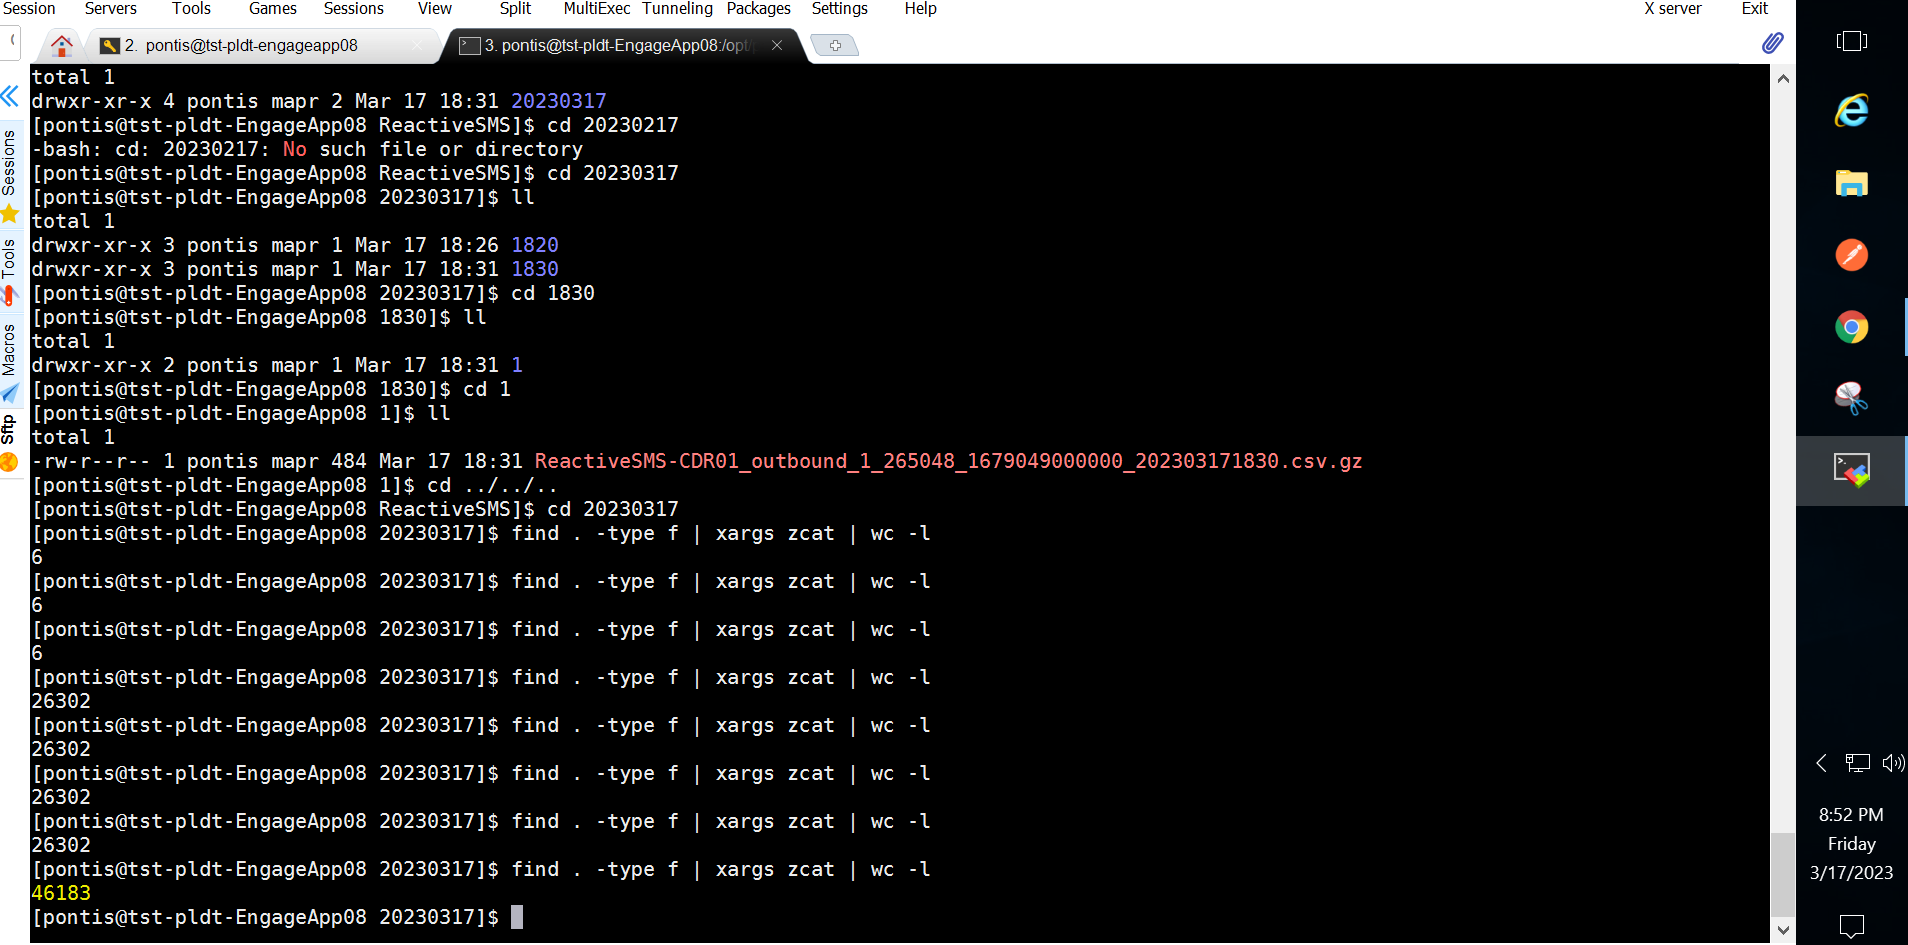 Session Servers Tools Games Sessions View Split MultiExec Tunneling Packages Settings Help X server Exit
2. pontis@tst-pldt-engageapp08
3. pontis@tst-pldt-EngageApp08:/opt/
Sessions
Tools
Macros
Sftp
total 1
drwxr-xr-x 4 pontis mapr 2 Mar 17 18:31 20230317
[pontis@tst-pldt-EngageApp08 ReactiveSMS]$ cd 20230217
-bash: cd: 20230217: No such file or directory
[pontis@tst-pldt-EngageApp08 ReactiveSMS]$ cd 20230317
[pontis@tst-pldt-EngageApp08 20230317]$ ll
total 1
drwxr-xr-x 3 pontis mapr 1 Mar 17 18:26 1820
drwxr-xr-x 3 pontis mapr 1 Mar 17 18:31 1830
[pontis@tst-pldt-EngageApp08 20230317]$ cd 1830
[pontis@tst-pldt-EngageApp08 1830]$ ll
total 1
drwxr-xr-x 2 pontis mapr 1 Mar 17 18:31 1
[pontis@tst-pldt-EngageApp08 1830]$ cd 1
[pontis@tst-pldt-EngageApp08 1]$ ll
total 1
-rw-r--r-- 1 pontis mapr 484 Mar 17 18:31 ReactiveSMS-CDR01_outbound_1_265048_1679049000000_202303171830.csv.gz
[pontis@tst-pldt-EngageApp08 1]$ cd ../../..
[pontis@tst-pldt-EngageApp08 ReactiveSMS]$ cd 20230317
[pontis@tst-pldt-EngageApp08 20230317]$ find . -type f | xargs zcat | wc -l
6
[pontis@tst-pldt-EngageApp08 20230317]$ find . -type f | xargs zcat | wc -l
6
[pontis@tst-pldt-EngageApp08 20230317]$ find . -type f | xargs zcat | wc -l
6
[pontis@tst-pldt-EngageApp08 20230317]$ find . -type f | xargs zcat | wc -l
26302
[pontis@tst-pldt-EngageApp08 20230317]$ find . -type f | xargs zcat | wc -l
26302
[pontis@tst-pldt-EngageApp08 20230317]$ find . -type f | xargs zcat | wc -l
26302
[pontis@tst-pldt-EngageApp08 20230317]$ find . -type f | xargs zcat | wc -l
26302
[pontis@tst-pldt-EngageApp08 20230317]$ find . -type f | xargs zcat | wc -l
46183
[pontis@tst-pldt-EngageApp08 20230317]$
8:52 PM
Friday
3/17/2023